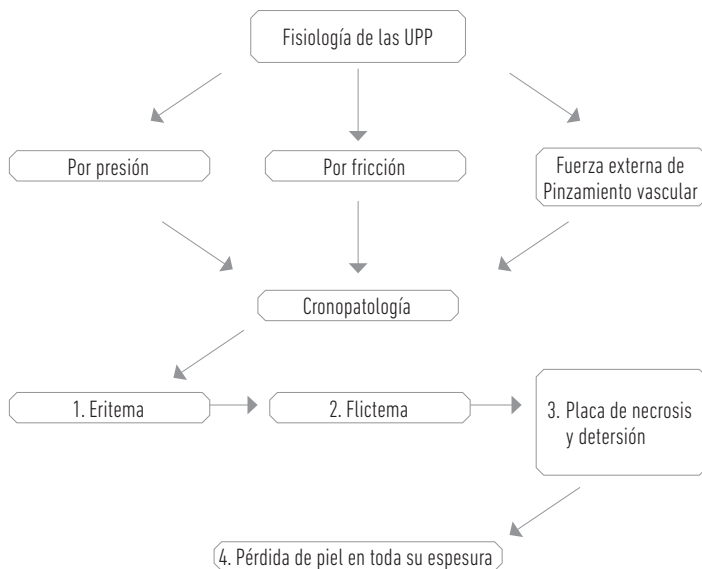 Fisiología de las UPP
Por presión
Por fricción
Fuerza externa de
Pinzamiento vascular
Cronopatología
1. Eritema
2. Flictema
3. Placa de necrosis
y detersión
4. Pérdida de piel en toda su espesura